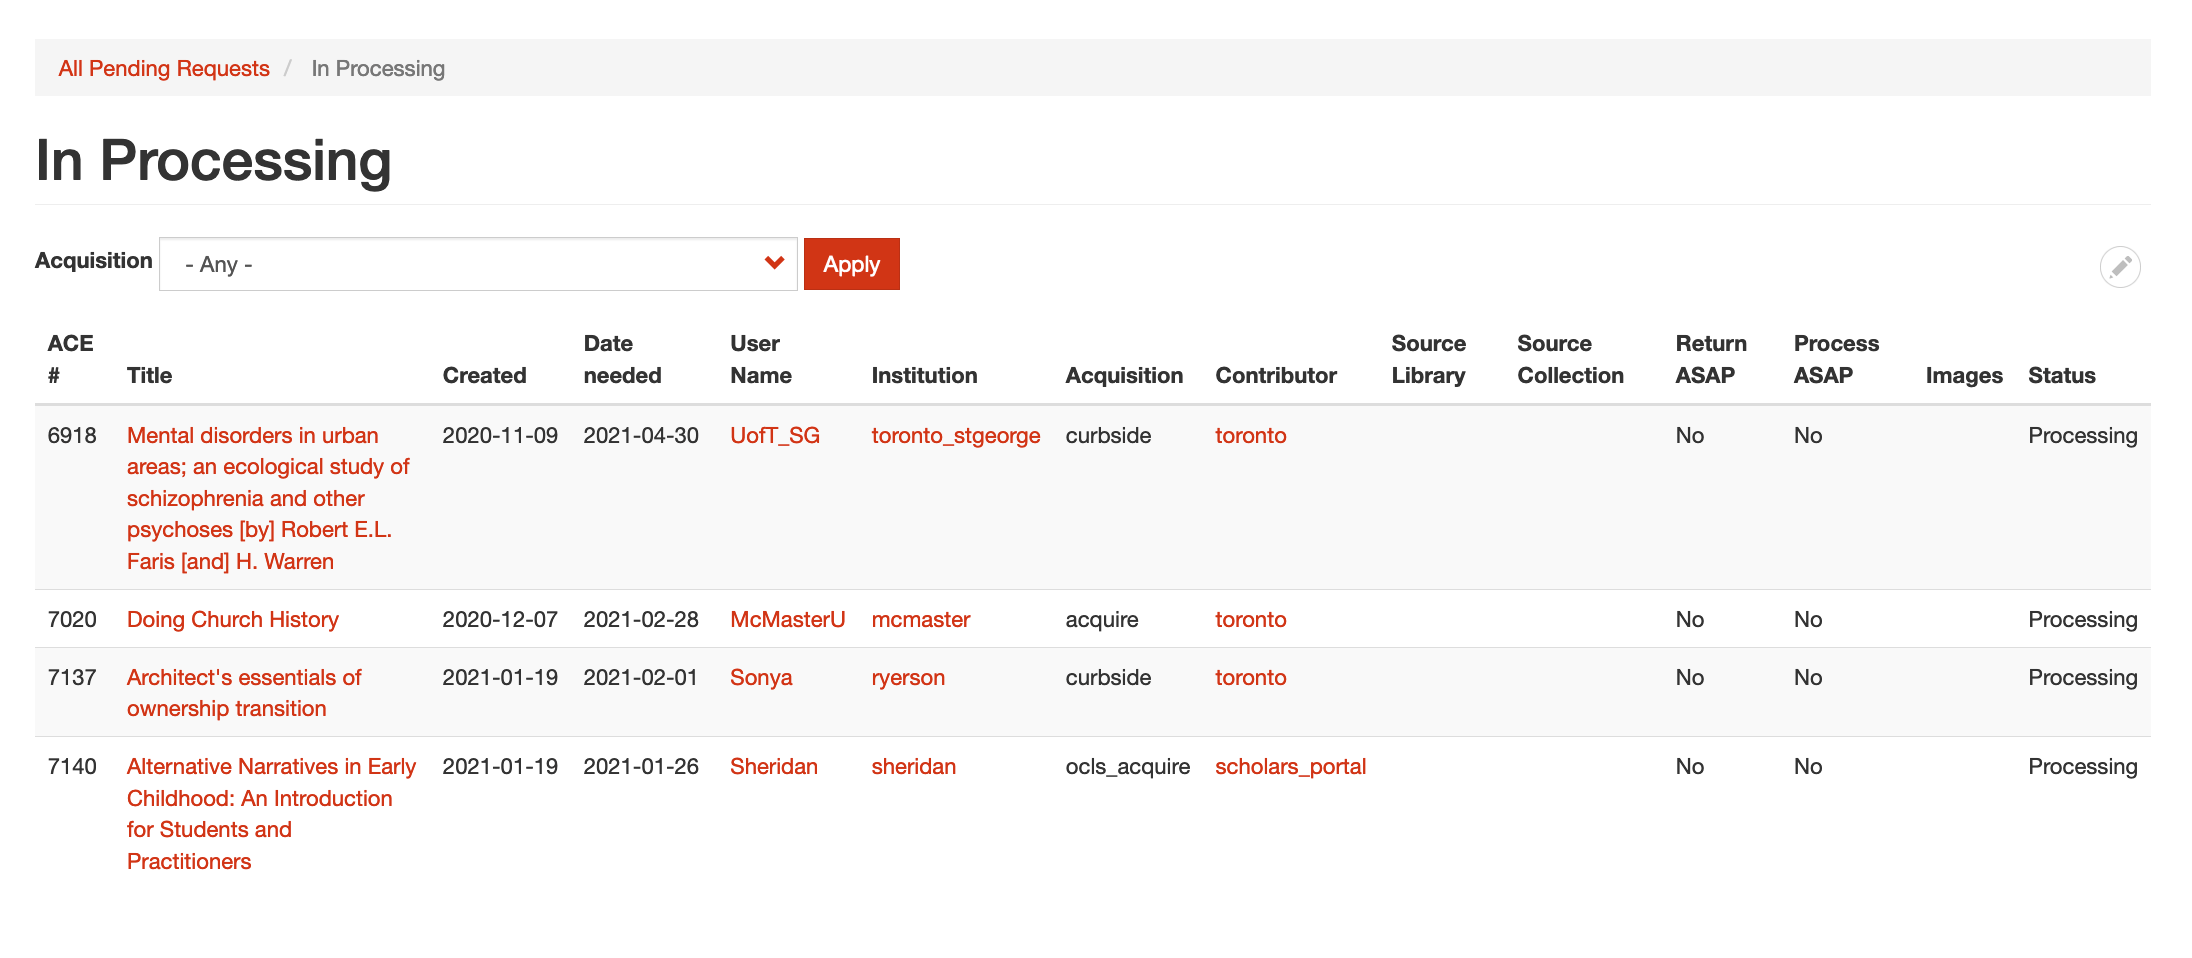 All Pending Requests / In Processing
In Processing
Acquisition - Any - Apply
ACE # Title Created Date needed User Name Institution Acquisition Contributor Source Library Source Collection Return ASAP Process ASAP Images Status
6918 Mental disorders in urban 2020-11-09 2021-04-30 UofT_SG toronto_stgeorge curbside toronto No No Processing
areas; an ecological study of
schizophrenia and other
psychoses [by] Robert E.L.
Faris [and] H. Warren
7020 Doing Church History 2020-12-07 2021-02-28 McMasterU mcmaster acquire toronto No No Processing
7137 Architect's essentials of 2021-01-19 2021-02-01 Sonya ryerson curbside toronto No No Processing
ownership transition
7140 Alternative Narratives in Early 2021-01-19 2021-01-26 Sheridan sheridan ocls_acquire scholars_portal No No Processing
Childhood: An Introduction
for Students and
Practitioners